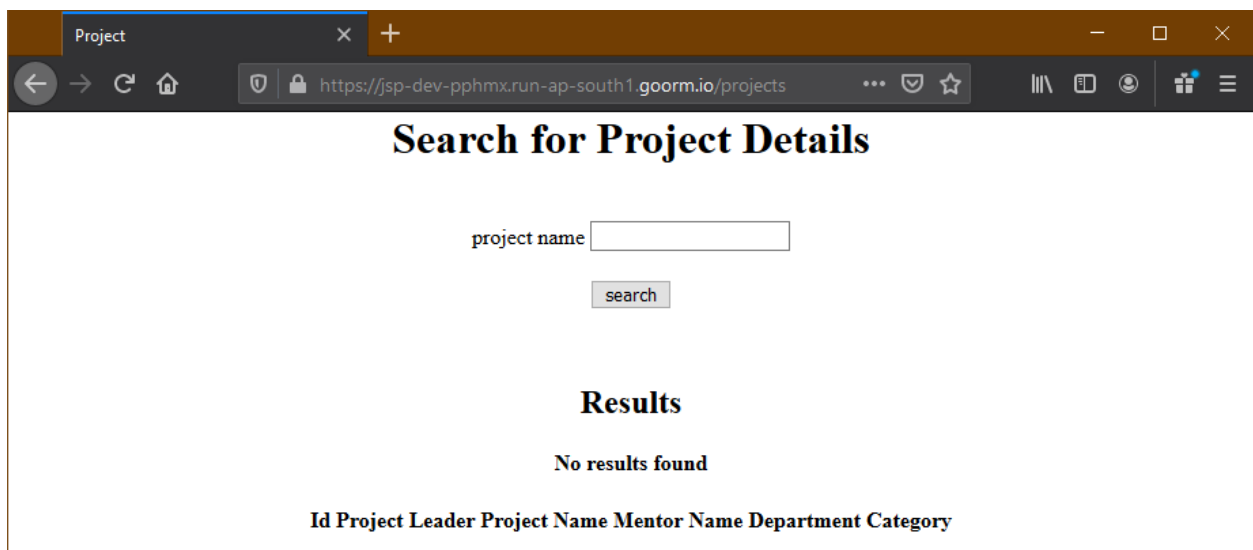 Project
https://jsp-dev-pphmx.run-ap-south1.goorm.io/projects
Search for Project Details
project name
search
Results
No results found
Id Project Leader Project Name Mentor Name Department Category